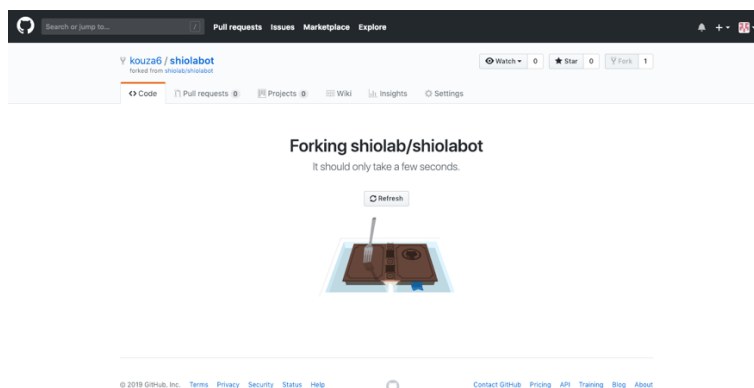 Search or jump to... / Pull requests Issues Marketplace Explore
kouza6 / shiolabot Watch 0 Star 0 Fork 1
forked from shiolab/shiolabot
Code Pull requests 0 Projects 0 Wiki Insights Settings
Forking shiolab/shiolabot
It should only take a few seconds.
Refresh
© 2019 GitHub, Inc. Terms Privacy Security Status Help Contact GitHub Pricing API Training Blog About